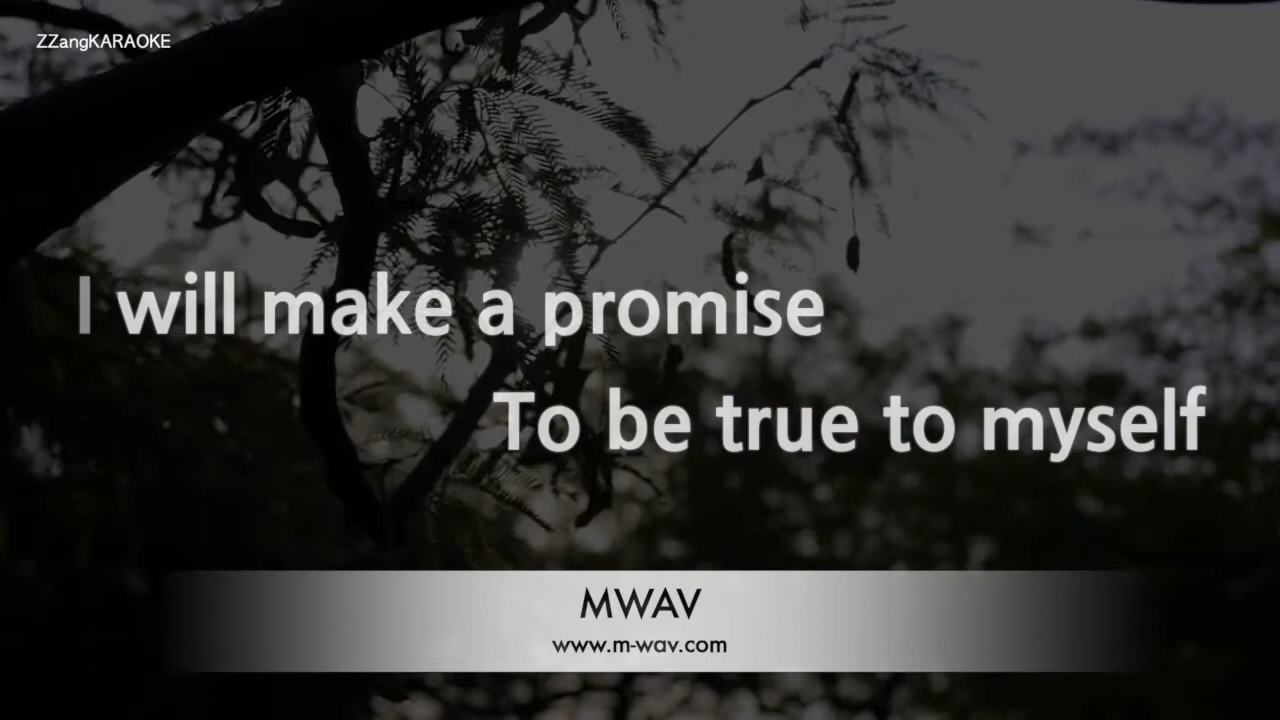 ZZangKARAOKE
I will make a promise
To be true to myself
MWAV
www.m-wav.com